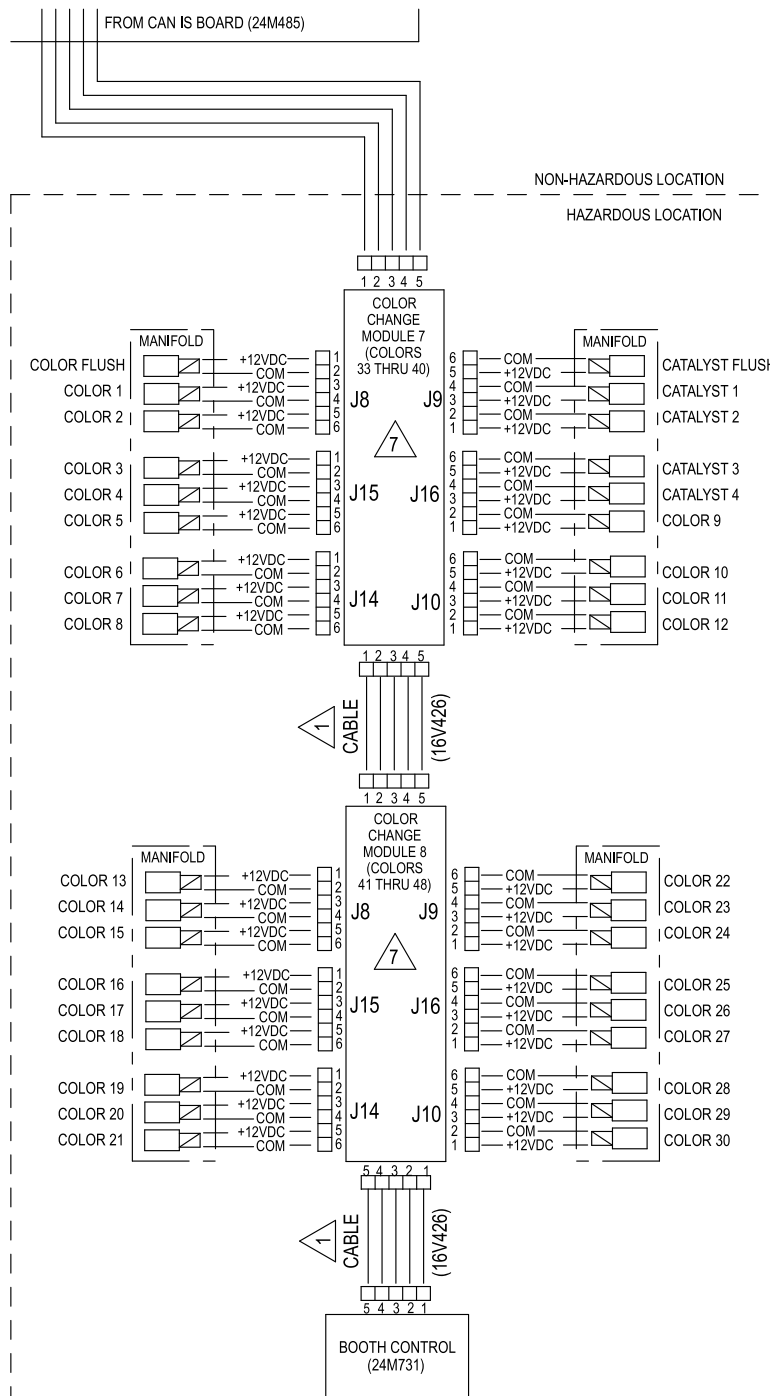 FROM CAN IS BOARD (24M485)
NON-HAZARDOUS LOCATION
HAZARDOUS LOCATION
1 2 3 4 5
COLOR
CHANGE
MODULE 7
(COLORS
33 THRU 40)
MANIFOLD
MANIFOLD
COLOR FLUSH +12VDC 1 6 COM CATALYST FLUSH
COM 2 5 +12VDC
COLOR 1 +12VDC 3 J8 J9 4 COM CATALYST 1
COM 4 3 +12VDC
COLOR 2 +12VDC 5 2 COM CATALYST 2
COM 6 1 +12VDC
7
COLOR 3 +12VDC 1 6 COM CATALYST 3
COM 2 5 +12VDC
COLOR 4 +12VDC 3 J15 J16 4 COM CATALYST 4
COM 4 3 +12VDC
COLOR 5 +12VDC 5 2 COM COLOR 9
COM 6 1 +12VDC
COLOR 6 +12VDC 1 6 COM COLOR 10
COM 2 5 +12VDC
COLOR 7 +12VDC 3 J14 J10 4 COM COLOR 11
COM 4 3 +12VDC
COLOR 8 +12VDC 5 2 COM COLOR 12
COM 6 1 +12VDC
1 2 3 4 5
1 CABLE (16V426)
1 2 3 4 5
COLOR
CHANGE
MODULE 8
(COLORS
41 THRU 48)
MANIFOLD
MANIFOLD
COLOR 13 +12VDC 1 6 COM COLOR 22
COM 2 5 +12VDC
COLOR 14 +12VDC 3 J8 J9 4 COM COLOR 23
COM 4 3 +12VDC
COLOR 15 +12VDC 5 2 COM COLOR 24
COM 6 1 +12VDC
7
COLOR 16 +12VDC 1 6 COM COLOR 25
COM 2 5 +12VDC
COLOR 17 +12VDC 3 J15 J16 4 COM COLOR 26
COM 4 3 +12VDC
COLOR 18 +12VDC 5 2 COM COLOR 27
COM 6 1 +12VDC
COLOR 19 +12VDC 1 6 COM COLOR 28
COM 2 5 +12VDC
COLOR 20 +12VDC 3 J14 J10 4 COM COLOR 29
COM 4 3 +12VDC
COLOR 21 +12VDC 5 2 COM COLOR 30
COM 6 1 +12VDC
5 4 3 2 1
1 CABLE (16V426)
5 4 3 2 1
BOOTH CONTROL
(24M731)